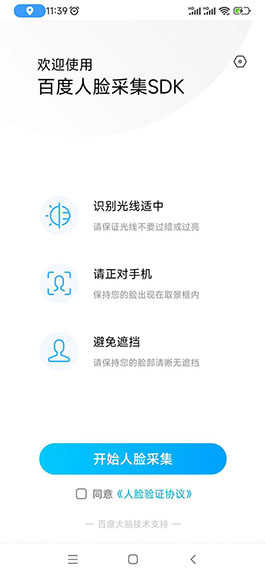 11:39
欢迎使用
百度人脸采集SDK
识别光线适中
请保证光线不要过暗或过亮
请正对手机
保持您的脸出现在取景框内
避免遮挡
请保持您的脸部清晰无遮挡
开始人脸采集
同意《人脸验证协议》
百度大脑技术支持